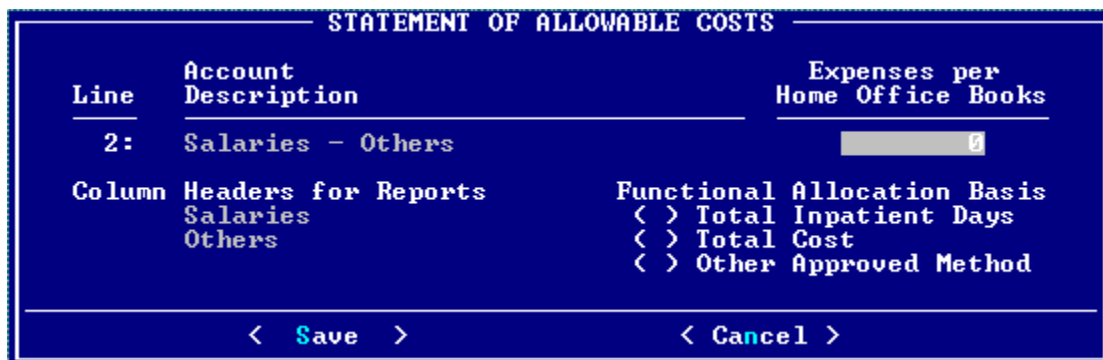 STATEMENT OF ALLOWABLE COSTS
Account Expenses per
Line Description Home Office Books
2: Salaries - Others 0
Column Headers for Reports Functional Allocation Basis
Salaries ( ) Total Inpatient Days
Others ( ) Total Cost
( ) Other Approved Method
< Save > < Cancel >